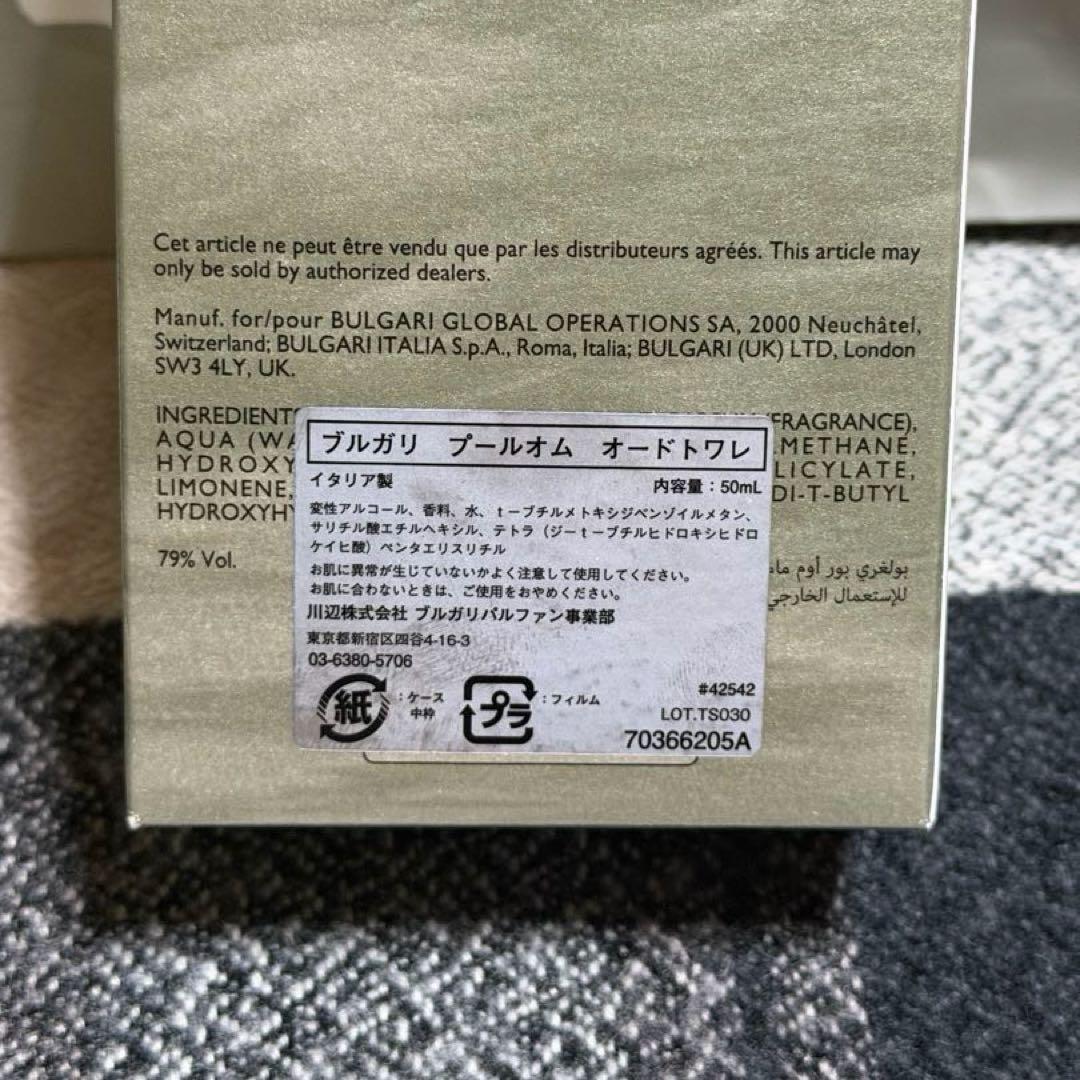 Cet article ne peut être vendu que par les distributeurs agréés. This article may
only be sold by authorized dealers.
Manuf. for/pour BULGARI GLOBAL OPERATIONS SA, 2000 Neuchâtel,
Switzerland; BULGARI ITALIA S.p.A., Roma, Italia; BULGARI (UK) LTD, London
SW3 4LY, UK.
(FRAGRANCE),
AQUA
LIMONENE,
DI-T-BUTYL
79% Vol.
بولغري بور أوم
للإستعمال الخارجي
ブルガリ プールオム オードトワレ
イタリア製 内容量：50mL
変性アルコール、香料、水、t－ブチルメトキシジベンゾイルメタン、
サリチル酸エチルヘキシル、テトラ（ジ－t－ブチルヒドロキシヒドロ
ケイヒ酸）ペンタエリスリチル
お肌に異常が生じていないかよく注意して使用してください。
お肌に合わないときは、ご使用をおやめください。
川辺株式会社 ブルガリパルファン事業部
東京都新宿区四谷4-16-3
03-6380-5706
紙 ：ケース 中枠 プラ ：フィルム
#42542
LOT.TS030
70366205A